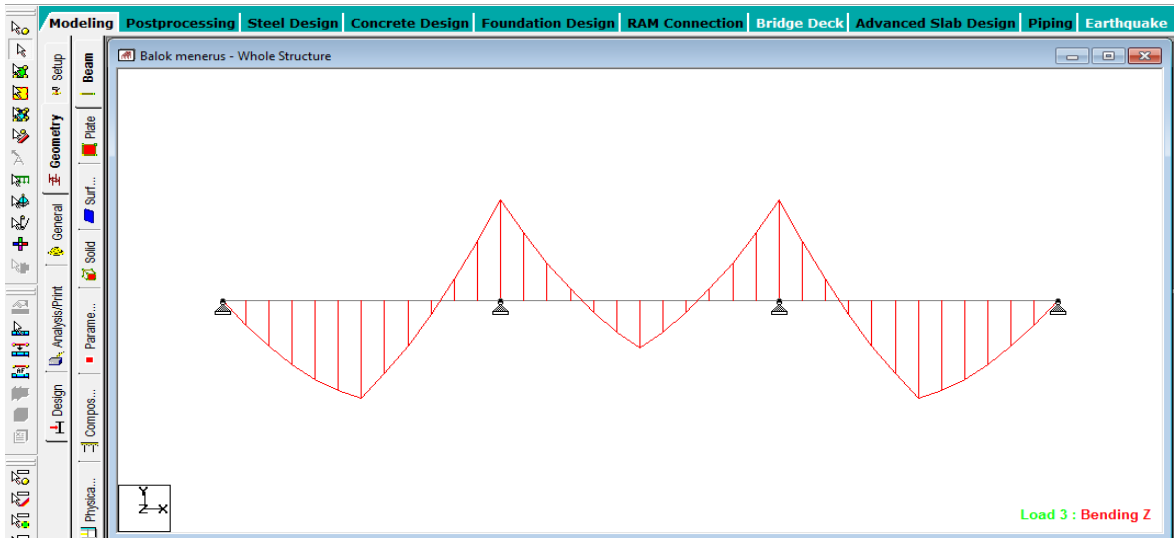 Modeling Postprocessing Steel Design Concrete Design Foundation Design RAM Connection Bridge Deck Advanced Slab Design Piping Earthquake
Setup
Geometry
General
Analysis/Print
Design
Beam
Plate
Surf...
Solid
Parame...
Compos...
Physica...
Balok menerus - Whole Structure
Y
Z X
Load 3 : Bending Z